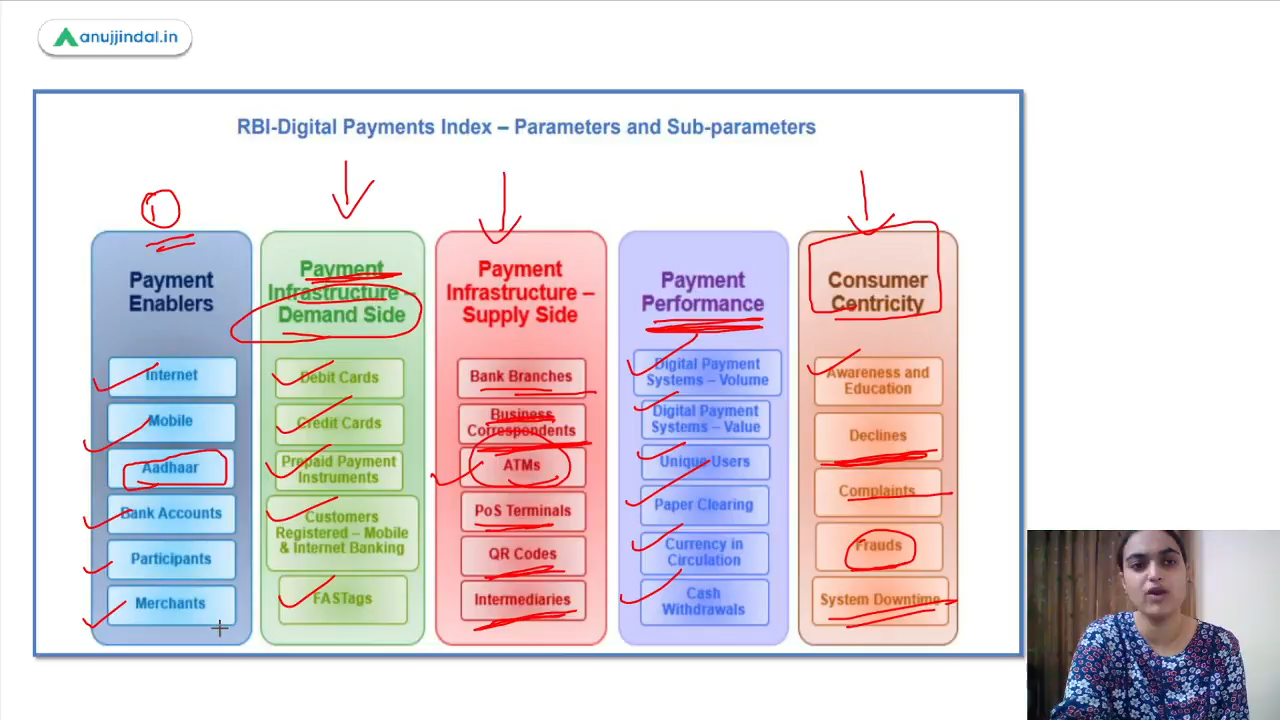 anujjindal.in
RBI-Digital Payments Index – Parameters and Sub-parameters
1
Payment
Enablers
Internet
Mobile
Aadhaar
Bank Accounts
Participants
Merchants
Payment
Infrastructure –
Demand Side
Debit Cards
Credit Cards
Prepaid Payment
Instruments
Customers
Registered – Mobile
& Internet Banking
FASTags
Payment
Infrastructure –
Supply Side
Bank Branches
Business
Correspondents
ATMs
PoS Terminals
QR Codes
Intermediaries
Payment
Performance
Digital Payment
Systems – Volume
Digital Payment
Systems – Value
Unique Users
Paper Clearing
Currency in
Circulation
Cash
Withdrawals
Consumer
Centricity
Awareness and
Education
Declines
Complaints
Frauds
System Downtime